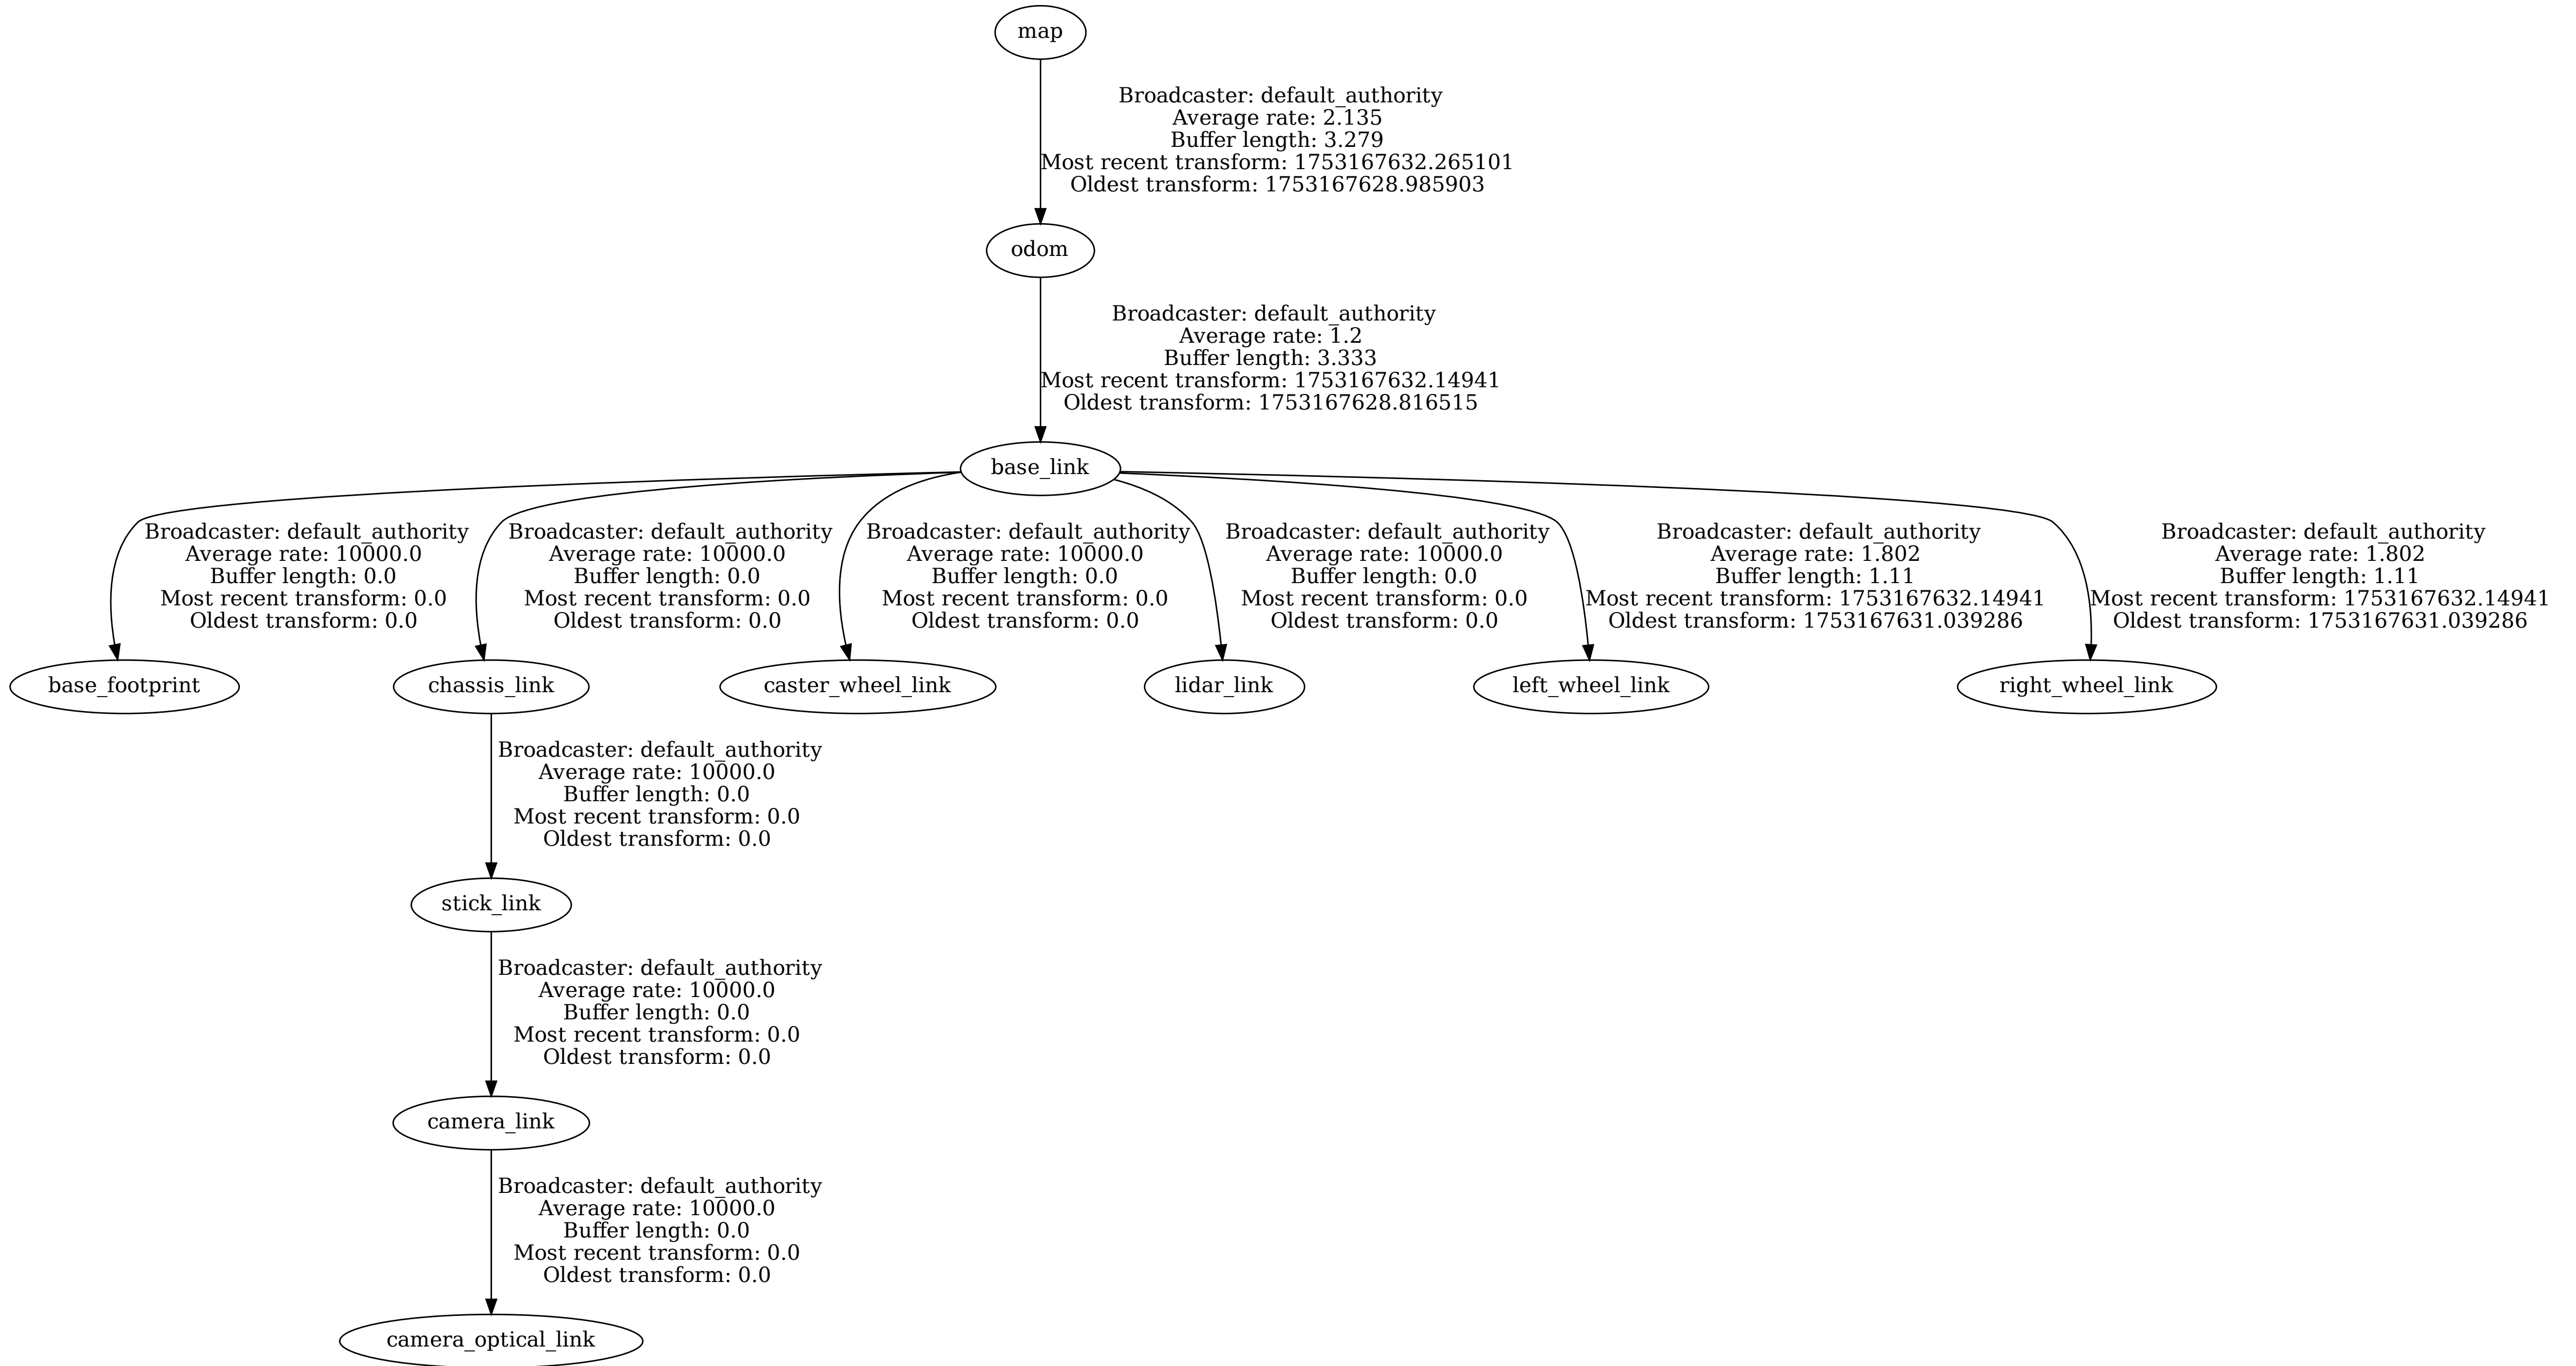 map
Broadcaster: default_authority
Average rate: 2.135
Buffer length: 3.279
Most recent transform: 1753167632.265101
Oldest transform: 1753167628.985903
odom
Broadcaster: default_authority
Average rate: 1.2
Buffer length: 3.333
Most recent transform: 1753167632.14941
Oldest transform: 1753167628.816515
base_link
Broadcaster: default_authority
Average rate: 10000.0
Buffer length: 0.0
Most recent transform: 0.0
Oldest transform: 0.0
Broadcaster: default_authority
Average rate: 10000.0
Buffer length: 0.0
Most recent transform: 0.0
Oldest transform: 0.0
Broadcaster: default_authority
Average rate: 10000.0
Buffer length: 0.0
Most recent transform: 0.0
Oldest transform: 0.0
Broadcaster: default_authority
Average rate: 10000.0
Buffer length: 0.0
Most recent transform: 0.0
Oldest transform: 0.0
Broadcaster: default_authority
Average rate: 1.802
Buffer length: 1.11
Most recent transform: 1753167632.14941
Oldest transform: 1753167631.039286
Broadcaster: default_authority
Average rate: 1.802
Buffer length: 1.11
Most recent transform: 1753167632.14941
Oldest transform: 1753167631.039286
base_footprint
chassis_link
caster_wheel_link
lidar_link
left_wheel_link
right_wheel_link
Broadcaster: default_authority
Average rate: 10000.0
Buffer length: 0.0
Most recent transform: 0.0
Oldest transform: 0.0
stick_link
Broadcaster: default_authority
Average rate: 10000.0
Buffer length: 0.0
Most recent transform: 0.0
Oldest transform: 0.0
camera_link
Broadcaster: default_authority
Average rate: 10000.0
Buffer length: 0.0
Most recent transform: 0.0
Oldest transform: 0.0
camera_optical_link